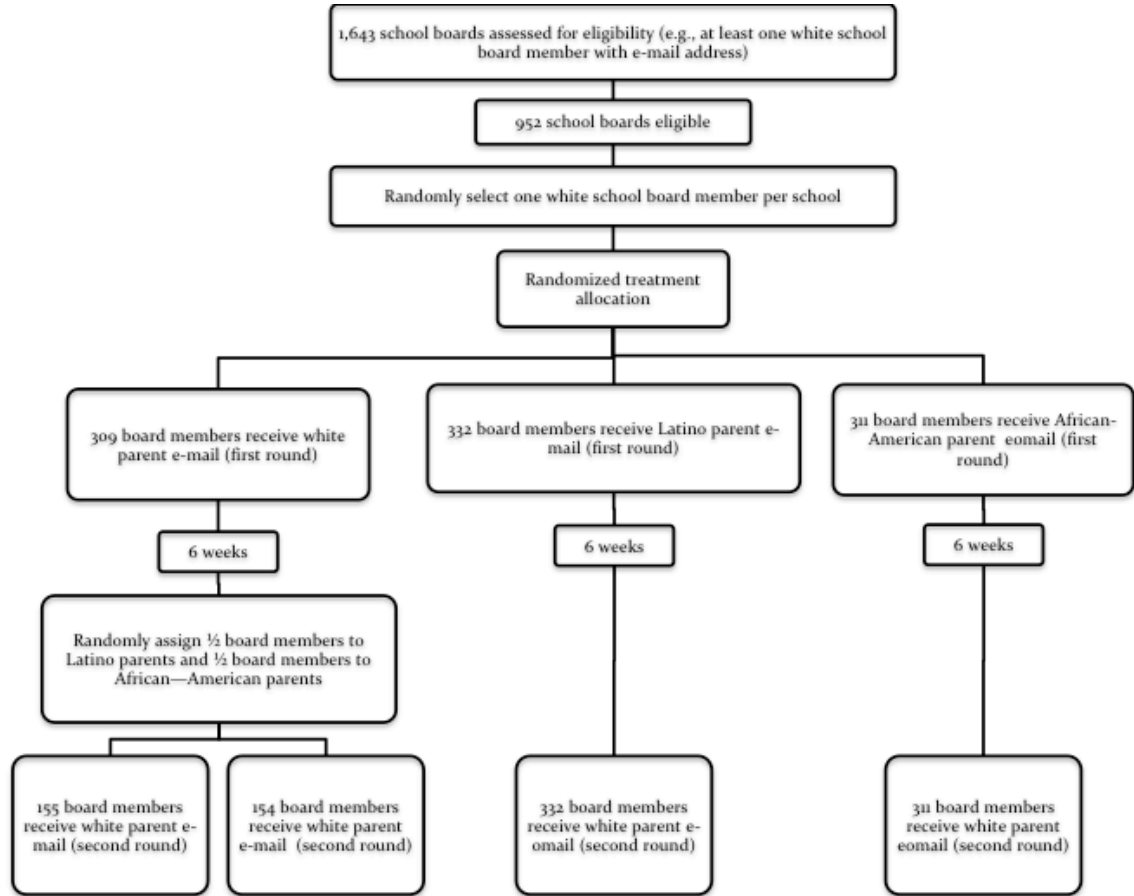 1,643 school boards assessed for eligibility (e.g., at least one white school
board member with e-mail address)
952 school boards eligible
Randomly select one white school board member per school
Randomized treatment
allocation
309 board members receive white
parent e-mail (first round)
332 board members receive Latino parent e-
mail (first round)
311 board members receive African-
American parent eomail (first
round)
6 weeks
6 weeks
6 weeks
Randomly assign ½ board members to
Latino parents and ½ board members to
African—American parents
155 board members
receive white parent e-
mail (second round)
154 board members
receive white parent
e-mail (second round)
332 board members
receive white parent e-
omail (second round)
311 board members
receive white parent
eomail (second round)